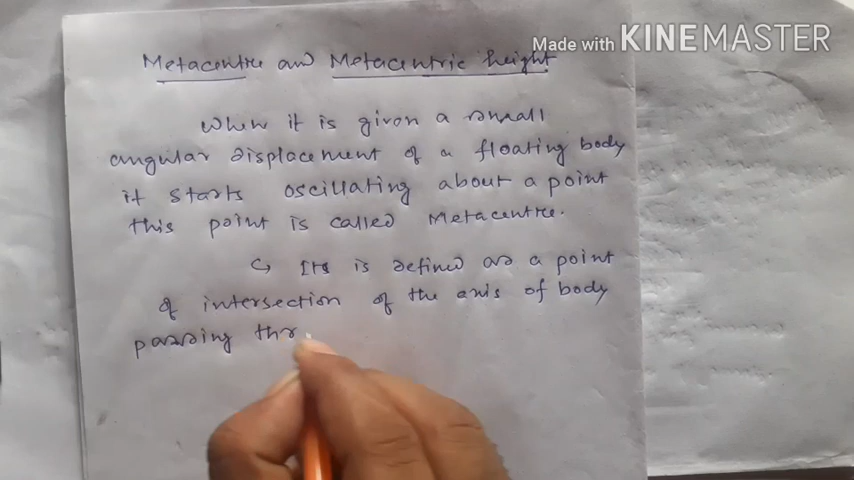 Made with KINEMASTER
Metacentre and Metacentric height
When it is given a small
angular displacement of a floating body
it starts oscillating about a point
this point is called Metacentre.
↳ Its is defined as a point
of intersection of the axis of body
passing thr